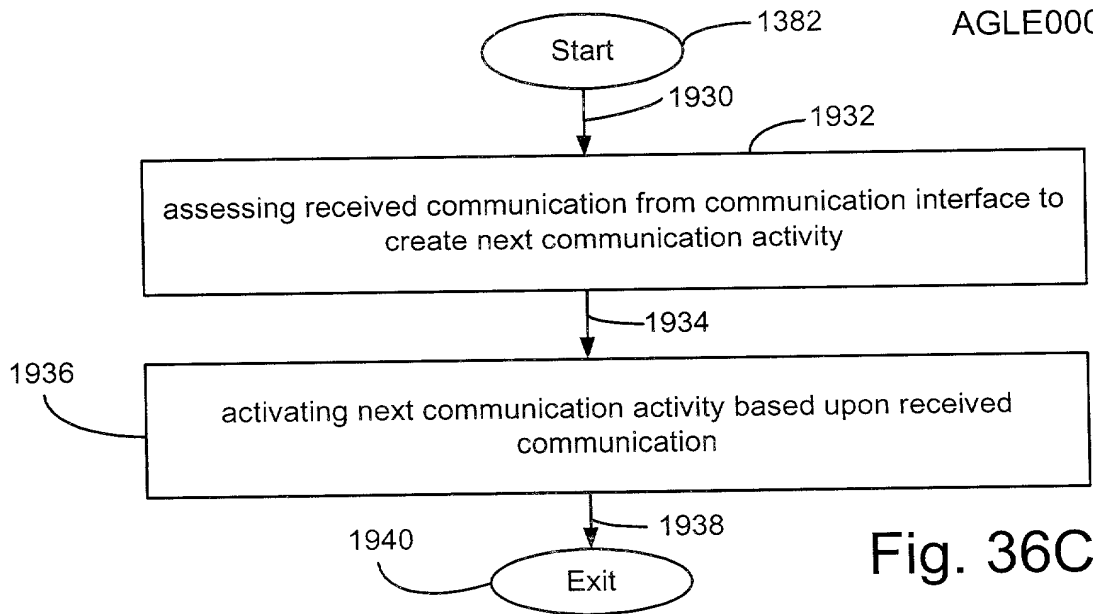 1382
AGLE000
Start
1930
1932
assessing received communication from communication interface to
create next communication activity
1934
1936
activating next communication activity based upon received
communication
1938
1940
Exit
Fig. 36C